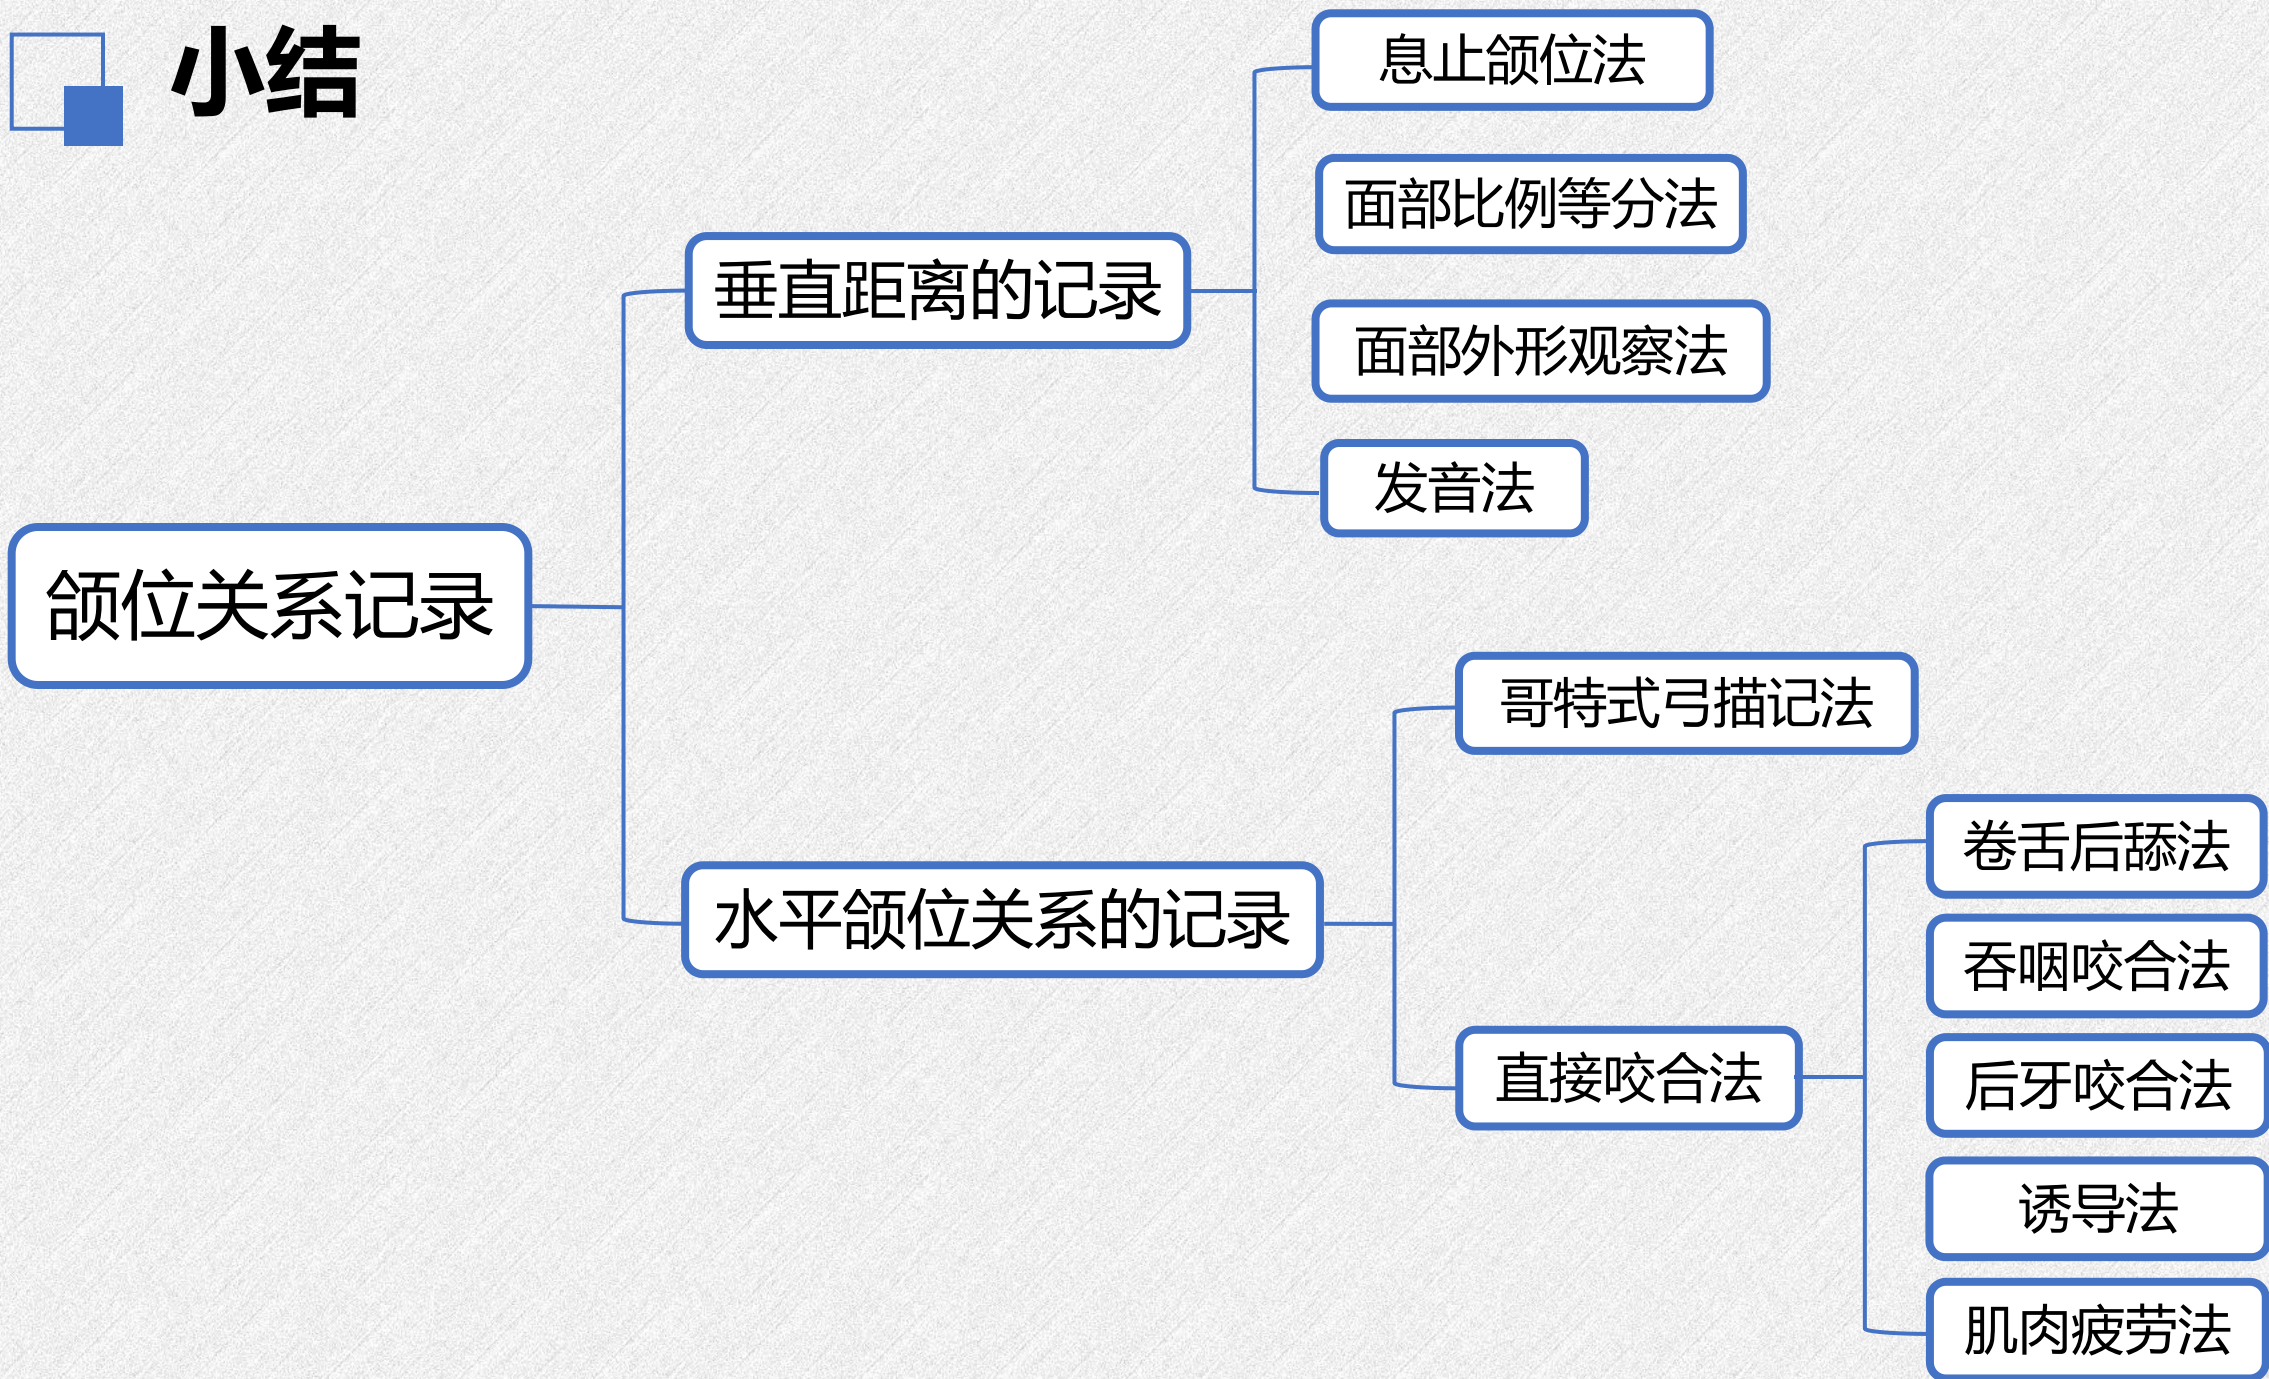 小结
颌位关系记录
垂直距离的记录
息止颌位法
面部比例等分法
面部外形观察法
发音法
水平颌位关系的记录
哥特式弓描记法
直接咬合法
卷舌后舔法
吞咽咬合法
后牙咬合法
诱导法
肌肉疲劳法